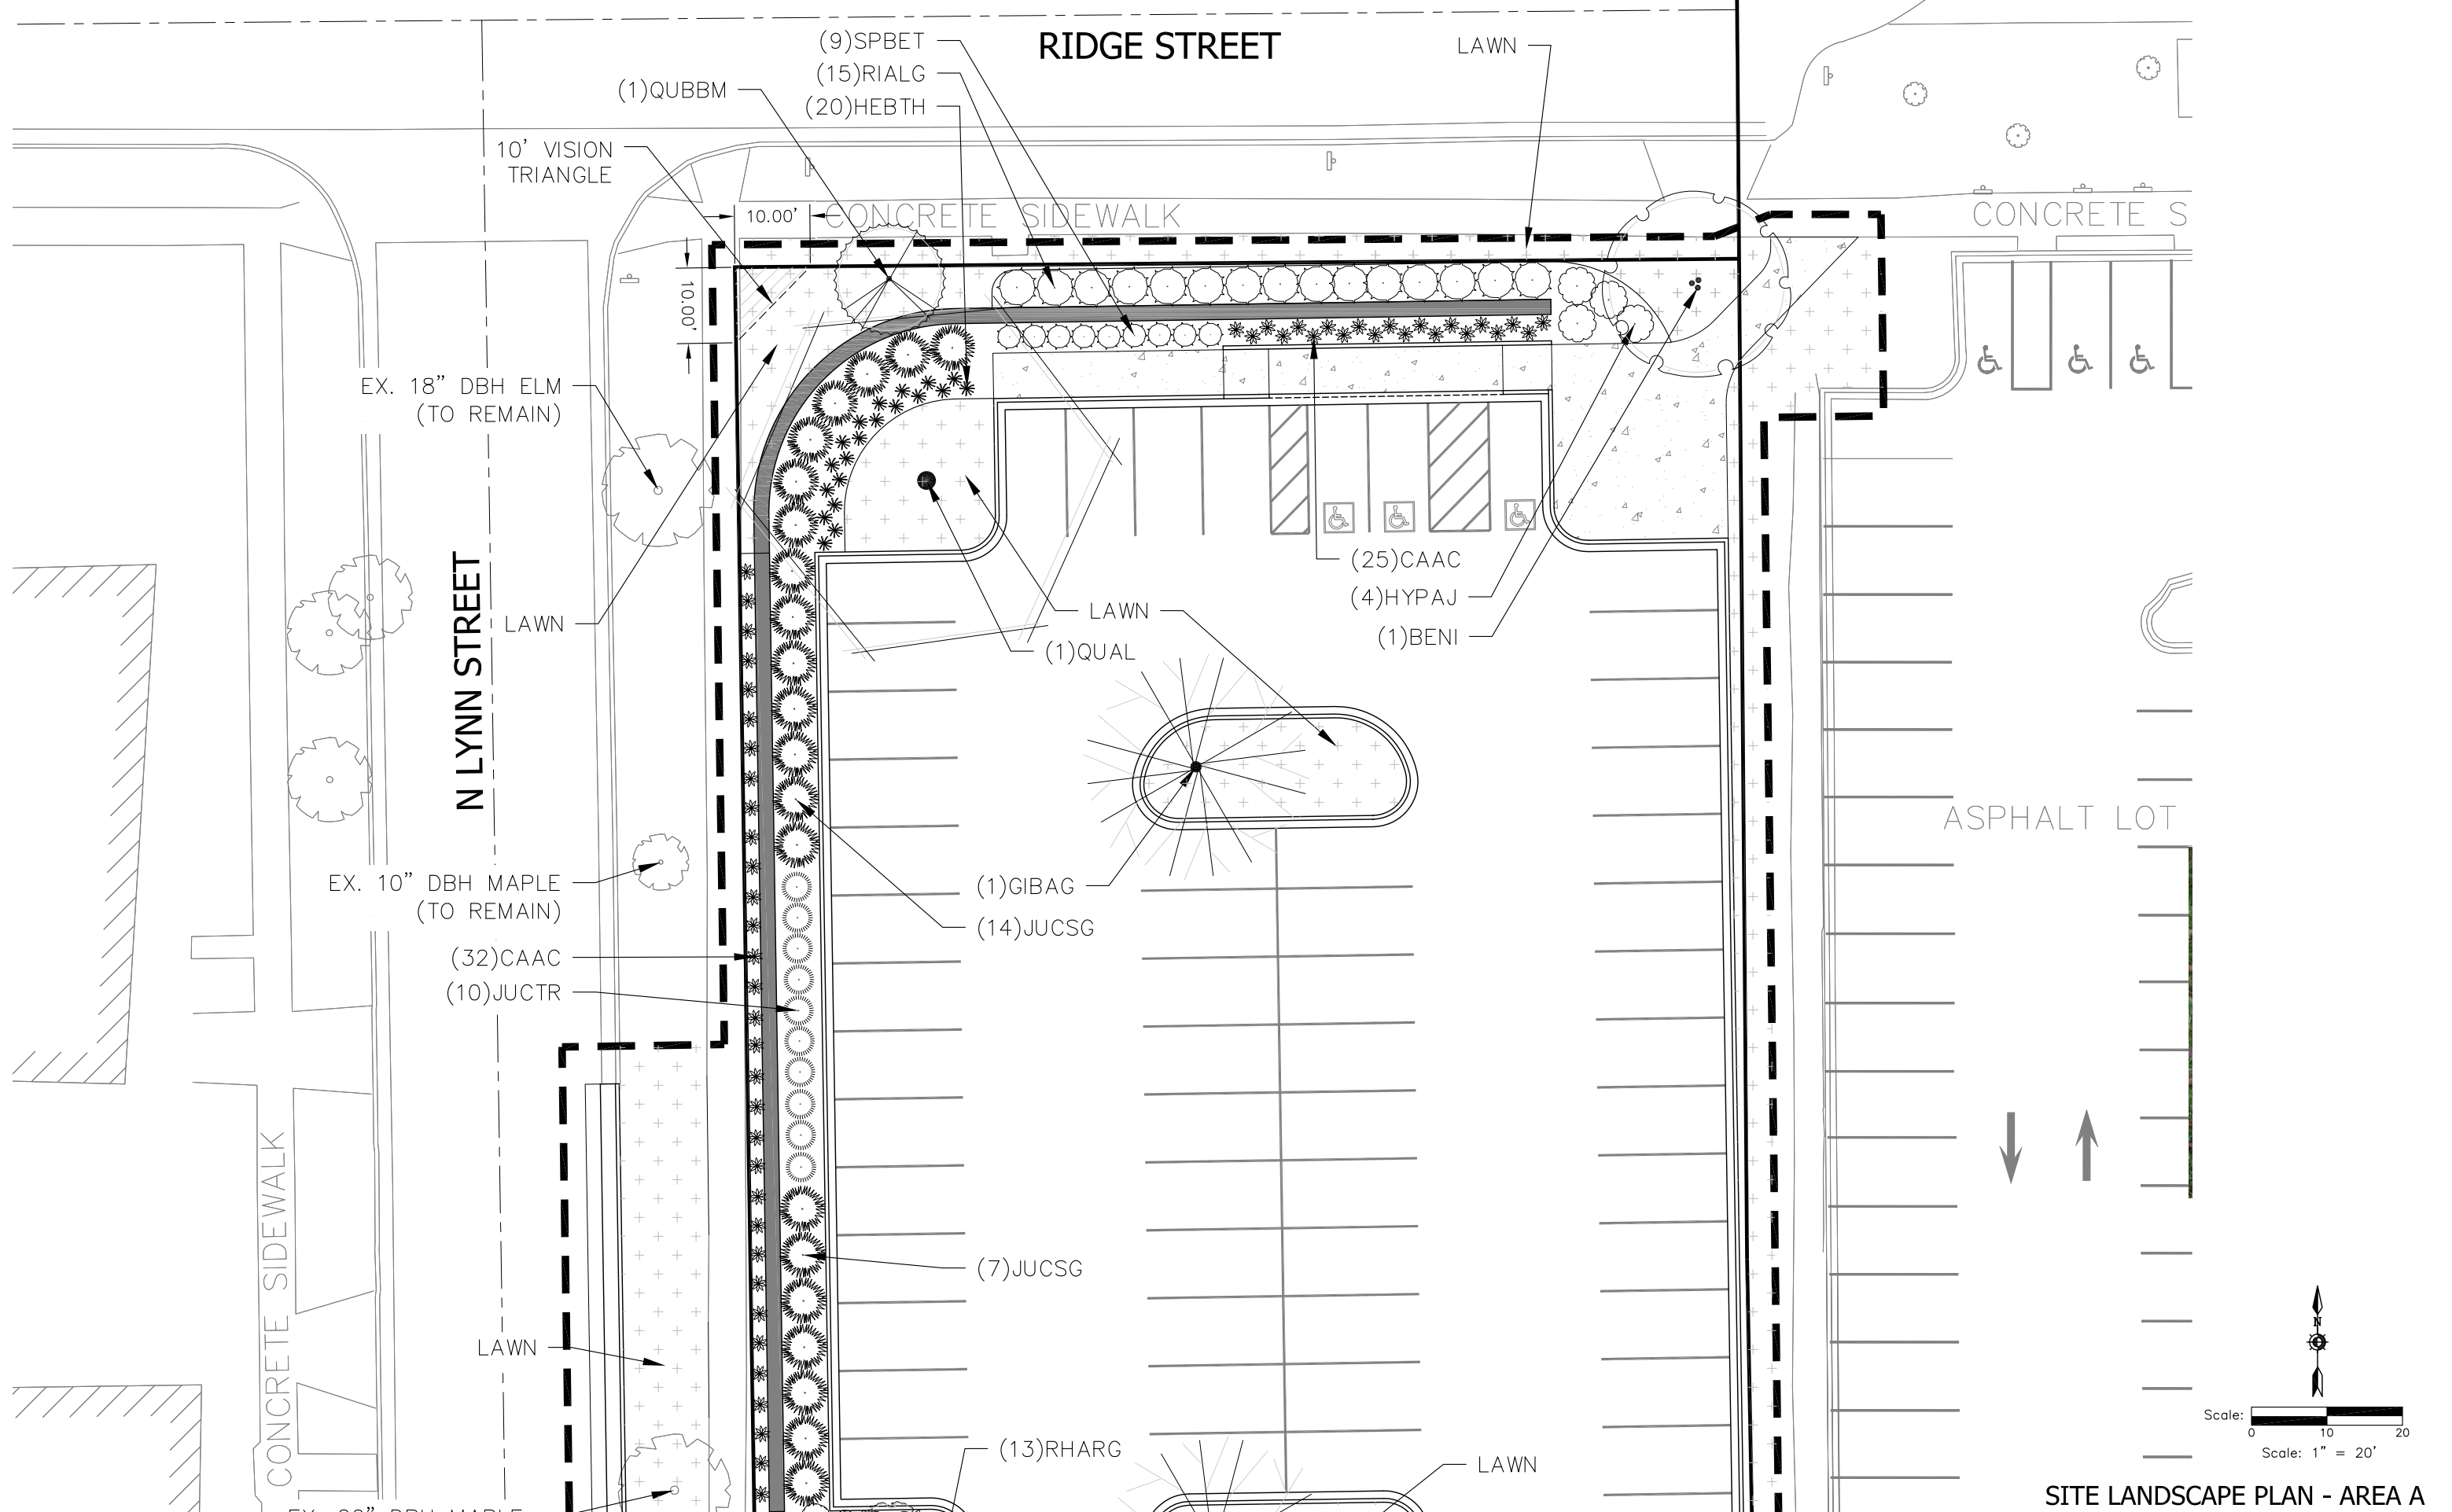 RIDGE STREET
(9)SPBET
(15)RIALG
(20)HEBTH
(1)QUBBM
LAWN
10' VISION
TRIANGLE
10.00'
CONCRETE SIDEWALK
CONCRETE S
10.00'
EX. 18" DBH ELM
(TO REMAIN)
(25)CAAC
(4)HYPAJ
(1)BENI
LAWN
LAWN
(1)QUAL
N LYNN STREET
ASPHALT LOT
EX. 10" DBH MAPLE
(TO REMAIN)
(1)GIBAG
(14)JUCSG
(32)CAAC
(10)JUCTR
CONCRETE SIDEWALK
(7)JUCSG
LAWN
N
Scale:
0 10 20
Scale: 1" = 20'
(13)RHARG
LAWN
SITE LANDSCAPE PLAN - AREA A